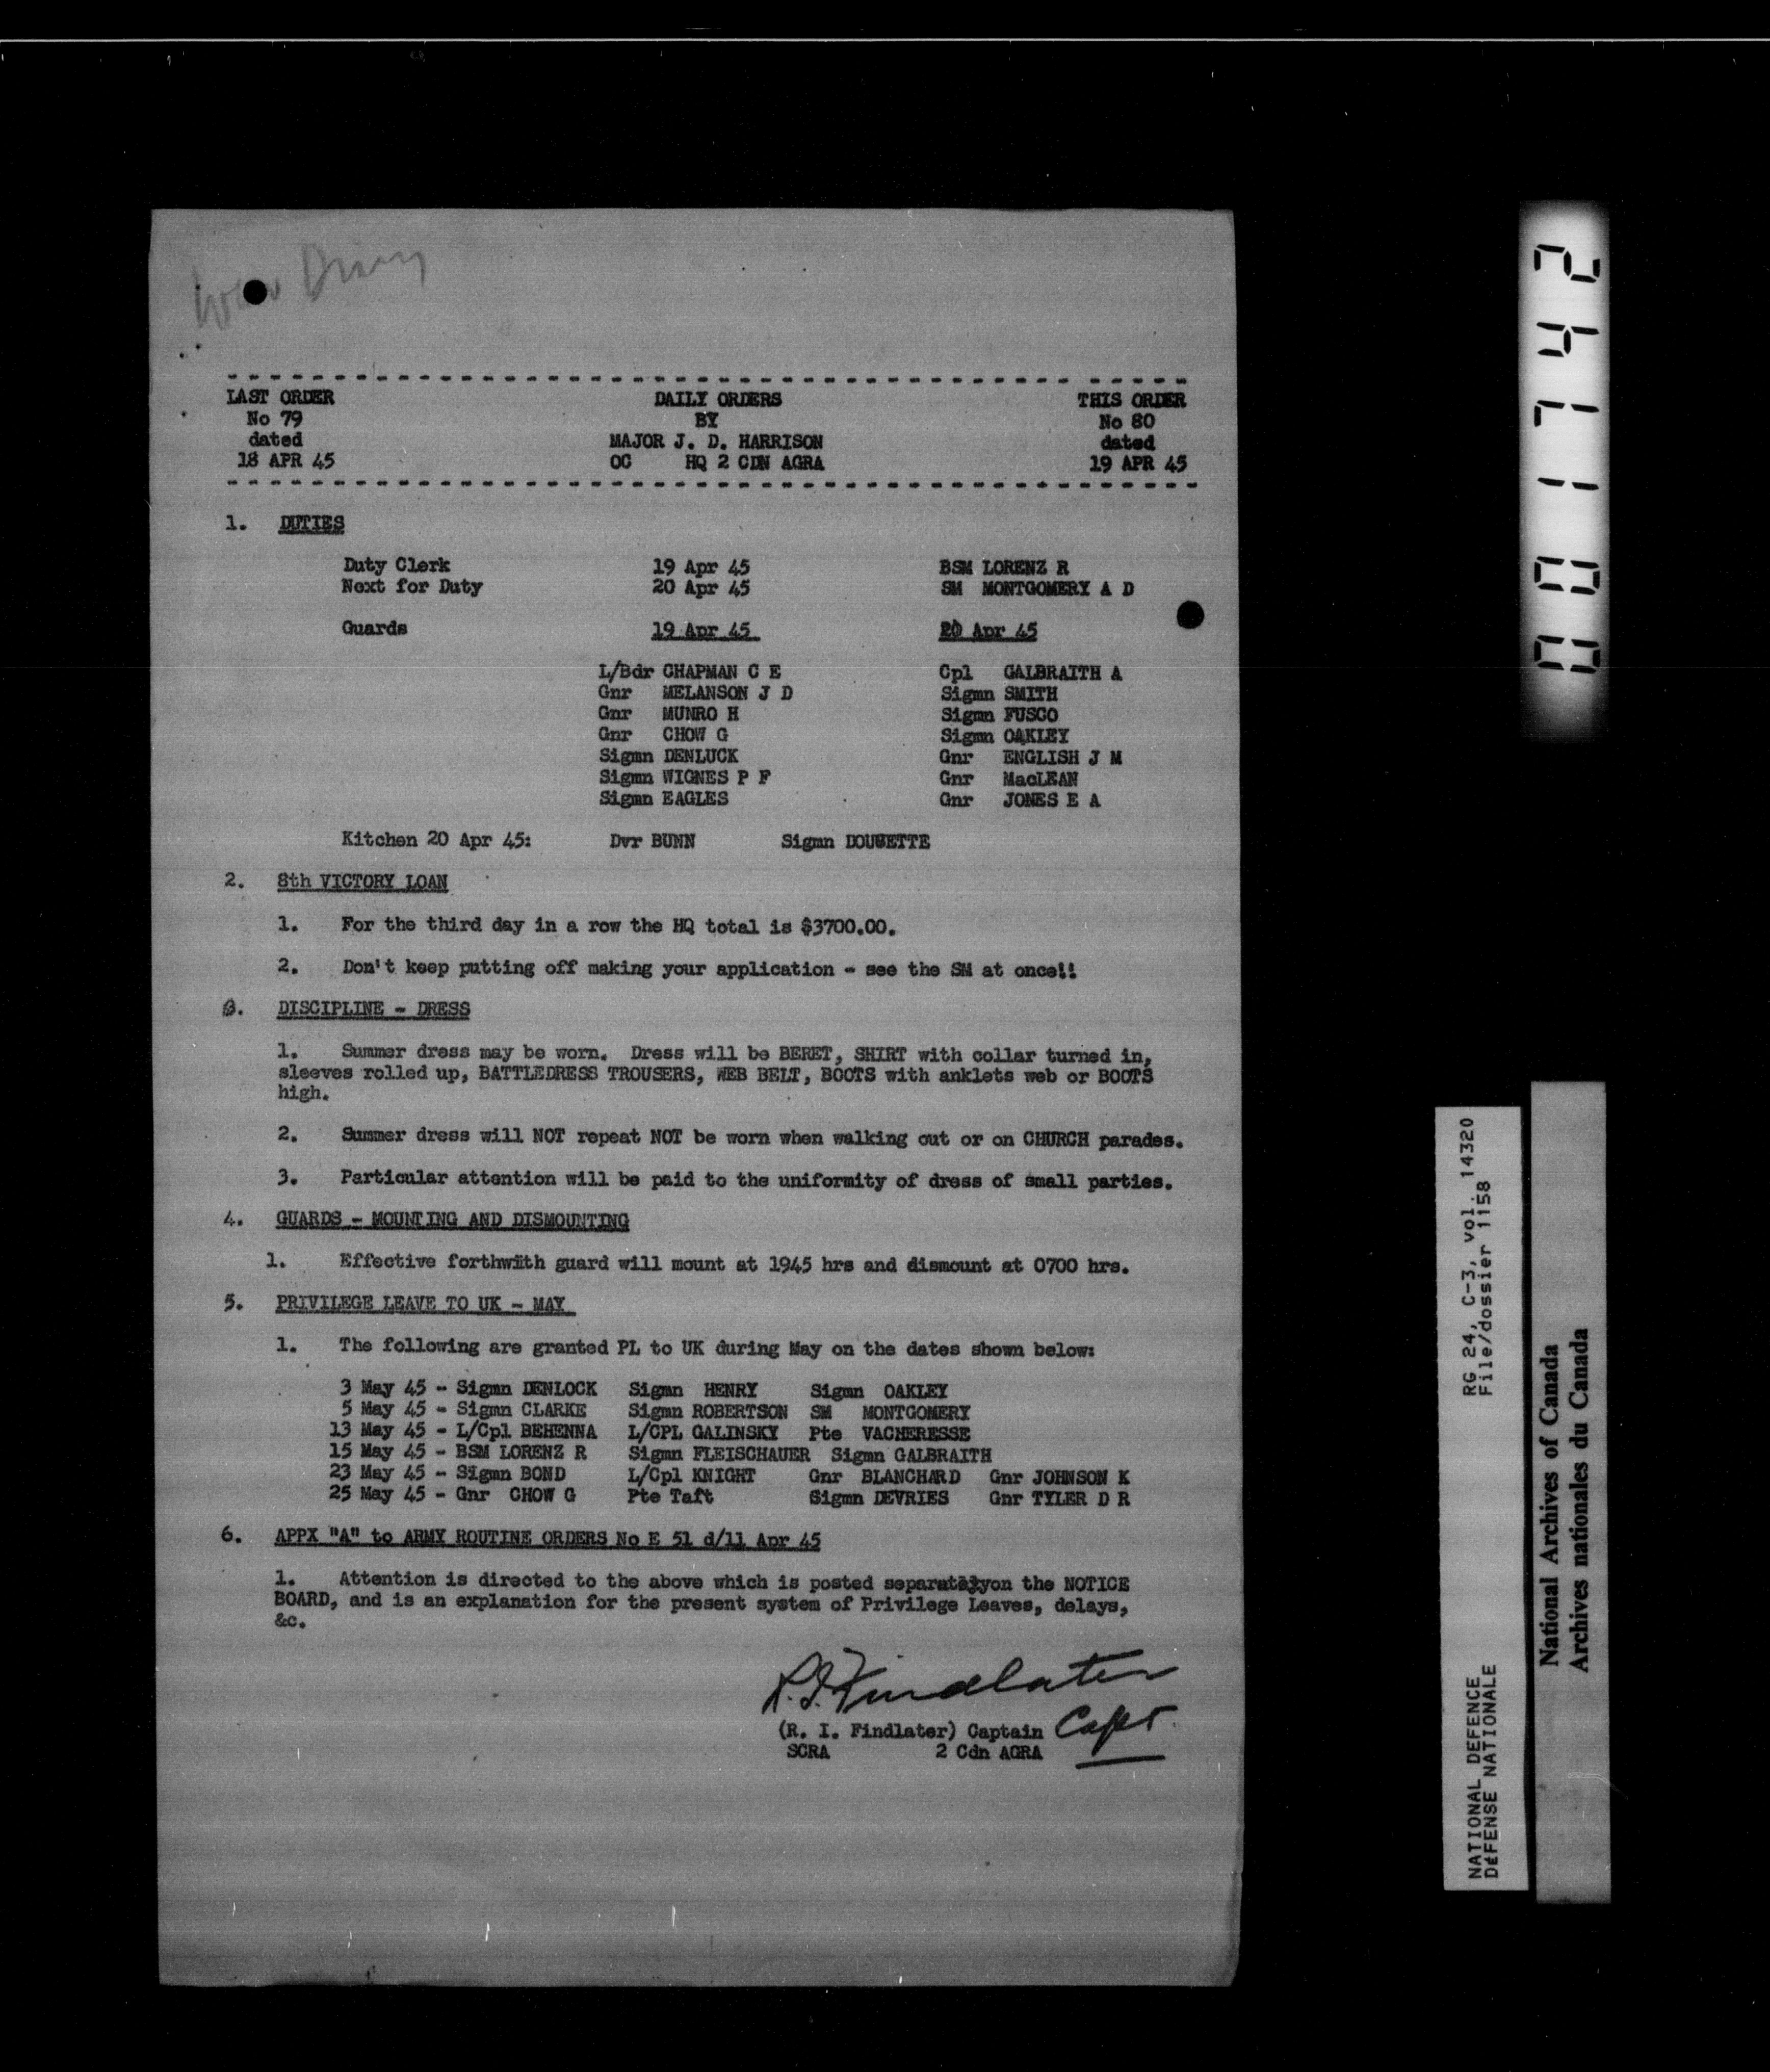 War Diary
LAST ORDER DAILY ORDERS THIS ORDER
No 79 BY No 80
dated MAJOR J. D. HARRISON dated
18 APR 45 OC HQ 2 CDN AGRA 19 APR 45
1. DUTIES
Duty Clerk 19 Apr 45 BSM LORENZ R
Next for Duty 20 Apr 45 SM MONTGOMERY A D
Guards 19 Apr 45 20 Apr 45
L/Bdr CHAPMAN C E Cpl GALBRAITH A
Gnr MELANSON J D Sigmn SMITH
Gnr MUNRO H Sigmn FUSCO
Gnr CHOW G Sigmn OAKLEY
Sigmn DENLUCK Gnr ENGLISH J M
Sigmn WIGNES P F Gnr MacLEAN
Sigmn EAGLES Gnr JONES E A
Kitchen 20 Apr 45: Dvr BUNN Sigmn
2. 8th VICTORY LOAN
1. For the third day in a row the HQ total is $3700.00.
2. Don't keep putting off making your application - see the SM at once!!
3. DISCIPLINE - DRESS
1. Summer dress may be worn. Dress will be BERET, SHIRT with collar turned in,
sleeves rolled up, BATTLEDRESS TROUSERS, WEB BELT, BOOTS with anklets web or BOOTS
high.
2. Summer dress will NOT repeat NOT be worn when walking out or on CHURCH parades.
3. Particular attention will be paid to the uniformity of dress of small parties.
4. GUARDS - MOUNTING AND DISMOUNTING
1. Effective forthwith guard will mount at 1945 hrs and dismount at 0700 hrs.
5. PRIVILEGE LEAVE TO UK - MAY
1. The following are granted PL to UK during May on the dates shown below:
3 May 45 - Sigmn DENLOCK Sigmn HENRY Sigmn OAKLEY
5 May 45 - Sigmn CLARKE Sigmn ROBERTSON SM MONTGOMERY
13 May 45 - L/Cpl BEHENNA L/CPL GALINSKY Pte VACHERESSE
15 May 45 - BSM LORENZ R Sigmn FLEISCHAUER Sigmn GALBRAITH
23 May 45 - Sigmn BOND L/Cpl KNIGHT Gnr BLANCHARD Gnr JOHNSON K
25 May 45 - Gnr CHOW G Pte Taft Sigmn DEVRIES Gnr TYLER D R
6. APPX "A" to ARMY ROUTINE ORDERS No E 51 d/11 Apr 45
1. Attention is directed to the above which is posted separately on the NOTICE
BOARD, and is an explanation for the present system of Privilege Leaves, delays,
&c.
R.I. Findlater
(R. I. Findlater) Captain Capt
SCRA 2 Cdn AGRA
001742
RG 24, C-3, vol. 14320
File/dossier 1158
NATIONAL DEFENCE
DÉFENSE NATIONALE
National Archives of Canada
Archives nationales du Canada